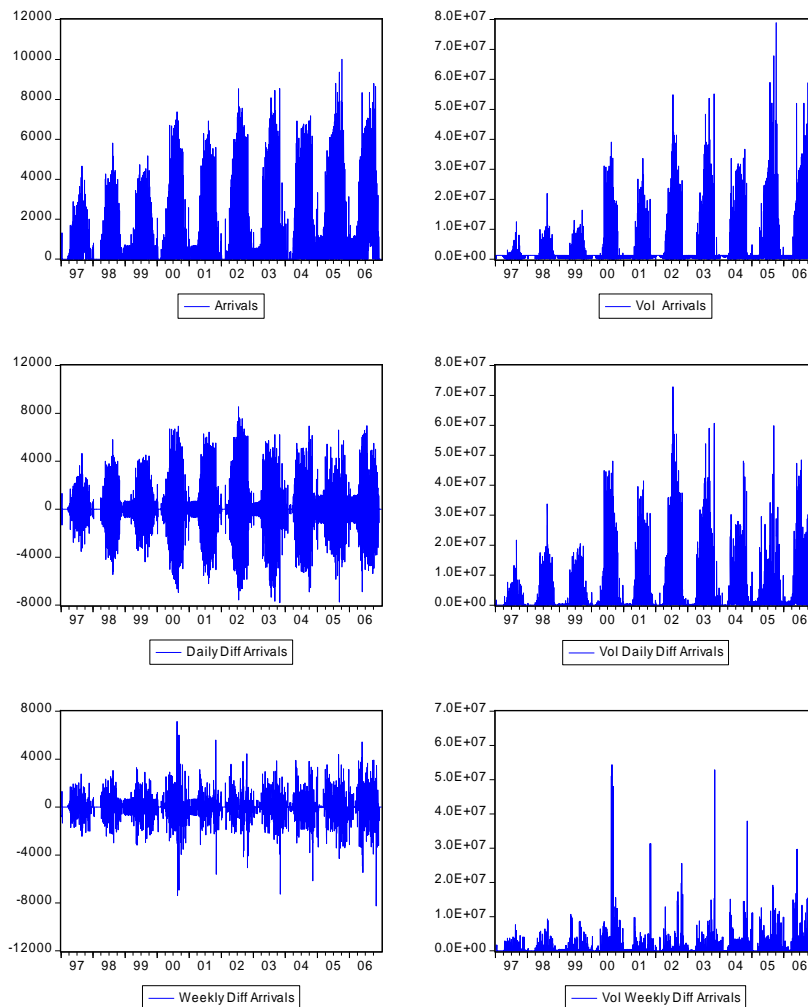 12000
10000
8000
6000
4000
2000
0
97 98 99 00 01 02 03 04 05 06
Arrivals
8.0E+07
7.0E+07
6.0E+07
5.0E+07
4.0E+07
3.0E+07
2.0E+07
1.0E+07
0.0E+00
97 98 99 00 01 02 03 04 05 06
Vol Arrivals
12000
8000
4000
0
-4000
-8000
97 98 99 00 01 02 03 04 05 06
Daily Diff Arrivals
8.0E+07
7.0E+07
6.0E+07
5.0E+07
4.0E+07
3.0E+07
2.0E+07
1.0E+07
0.0E+00
97 98 99 00 01 02 03 04 05 06
Vol Daily Diff Arrivals
8000
4000
0
-4000
-8000
-12000
97 98 99 00 01 02 03 04 05 06
Weekly Diff Arrivals
7.0E+07
6.0E+07
5.0E+07
4.0E+07
3.0E+07
2.0E+07
1.0E+07
0.0E+00
97 98 99 00 01 02 03 04 05 06
Vol Weekly Diff Arrivals